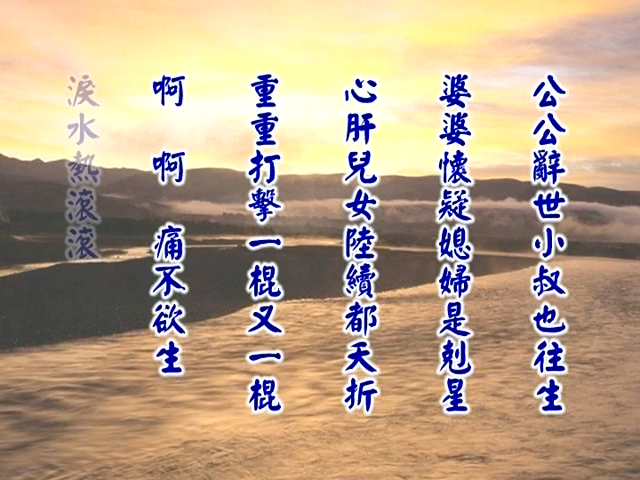 公公辭世小叔也往生
婆婆懷疑媳婦是剋星
心肝兒女陸續都夭折
重重打擊一棍又一棍
啊 啊 痛不欲生
淚水熱滾滾